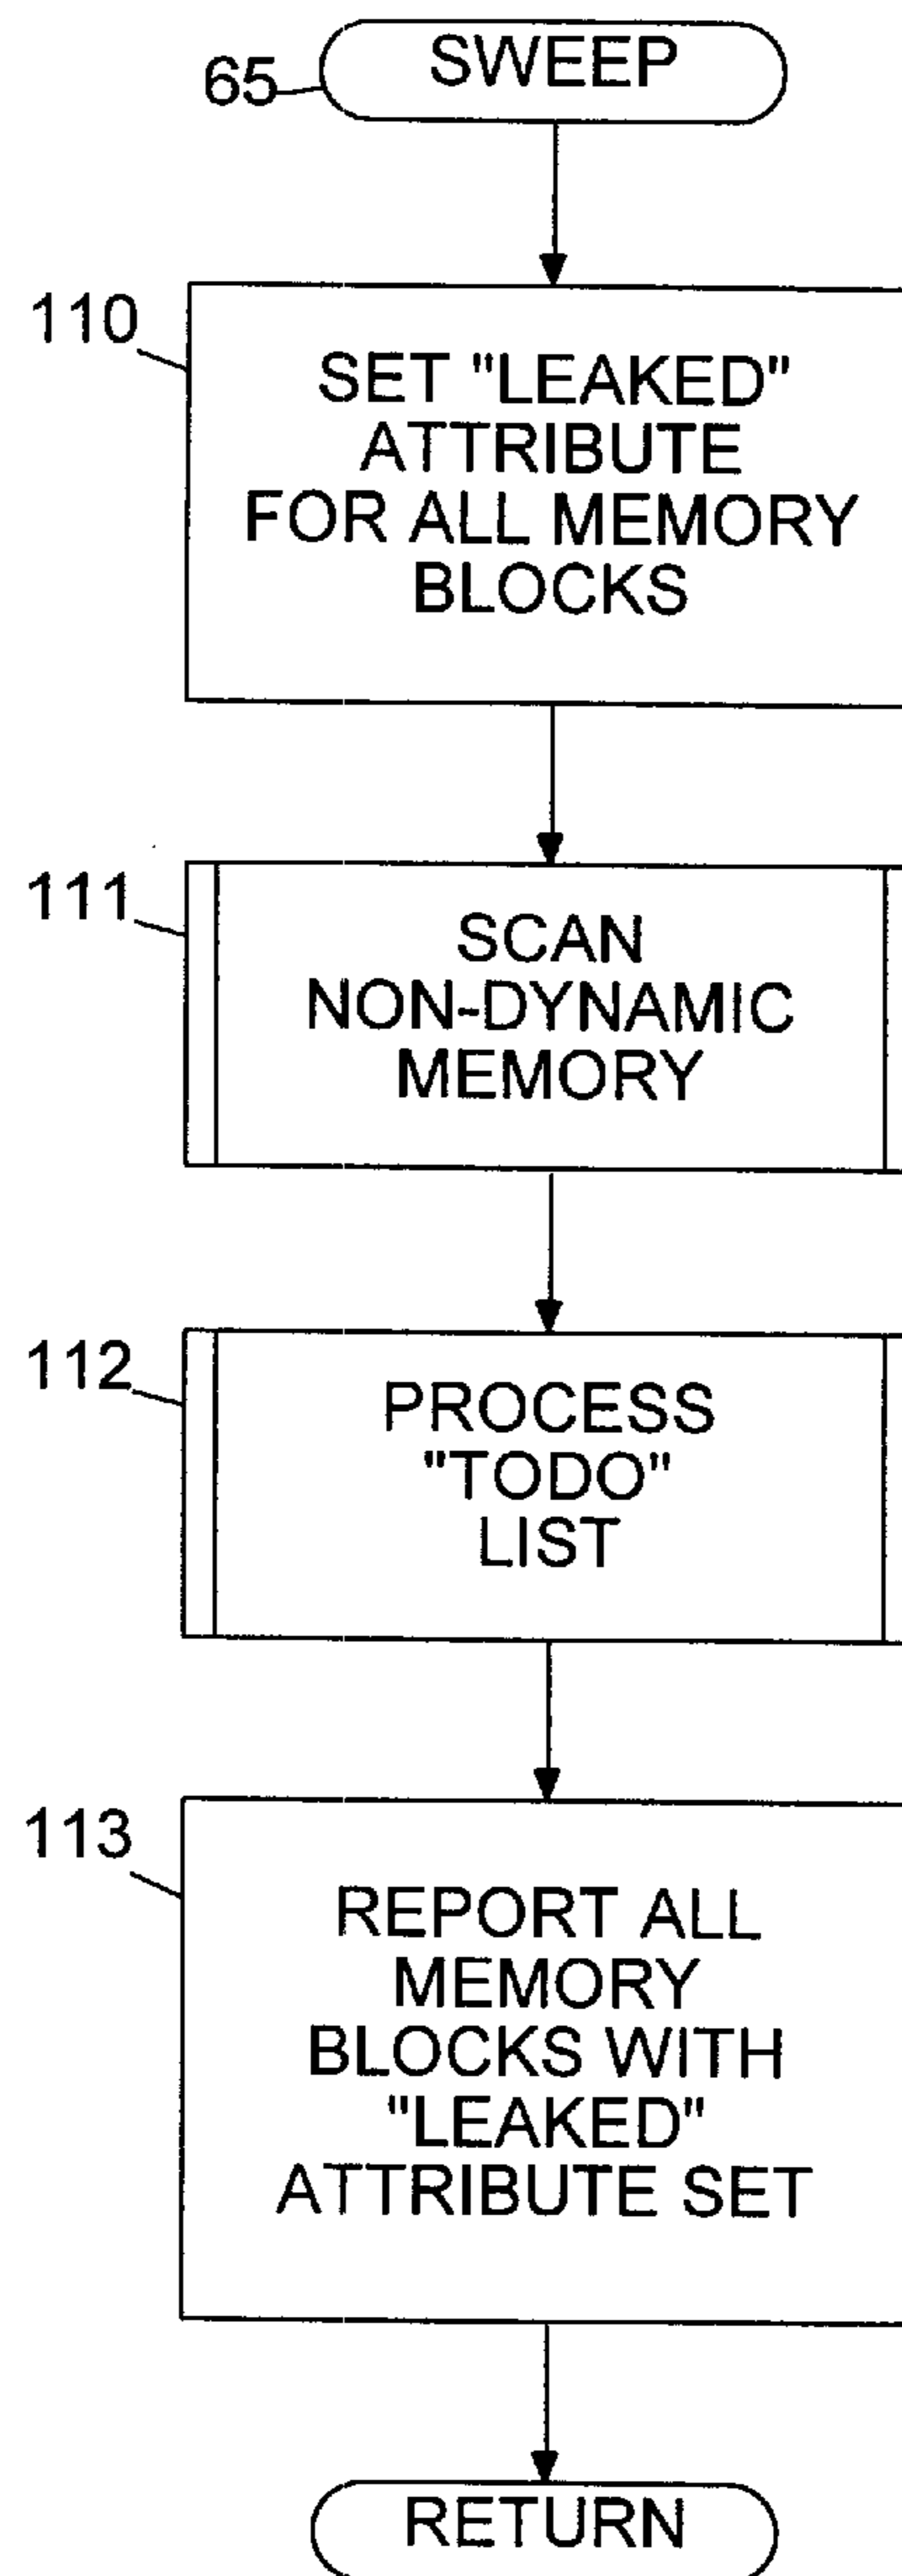 65
SWEEP
110
SET "LEAKED"
ATTRIBUTE
FOR ALL MEMORY
BLOCKS
111
SCAN
NON-DYNAMIC
MEMORY
112
PROCESS
"TODO"
LIST
113
REPORT ALL
MEMORY
BLOCKS WITH
"LEAKED"
ATTRIBUTE SET
RETURN